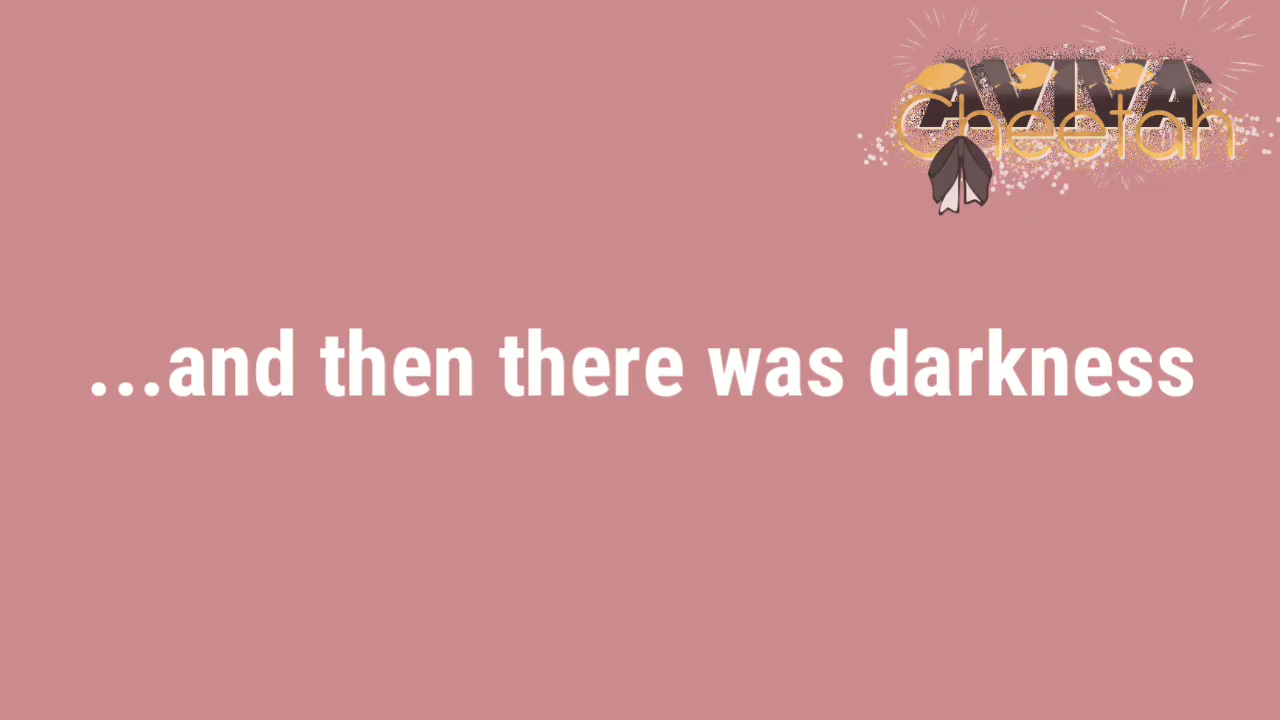 AVIVA
Cheetah
...and then there was darkness